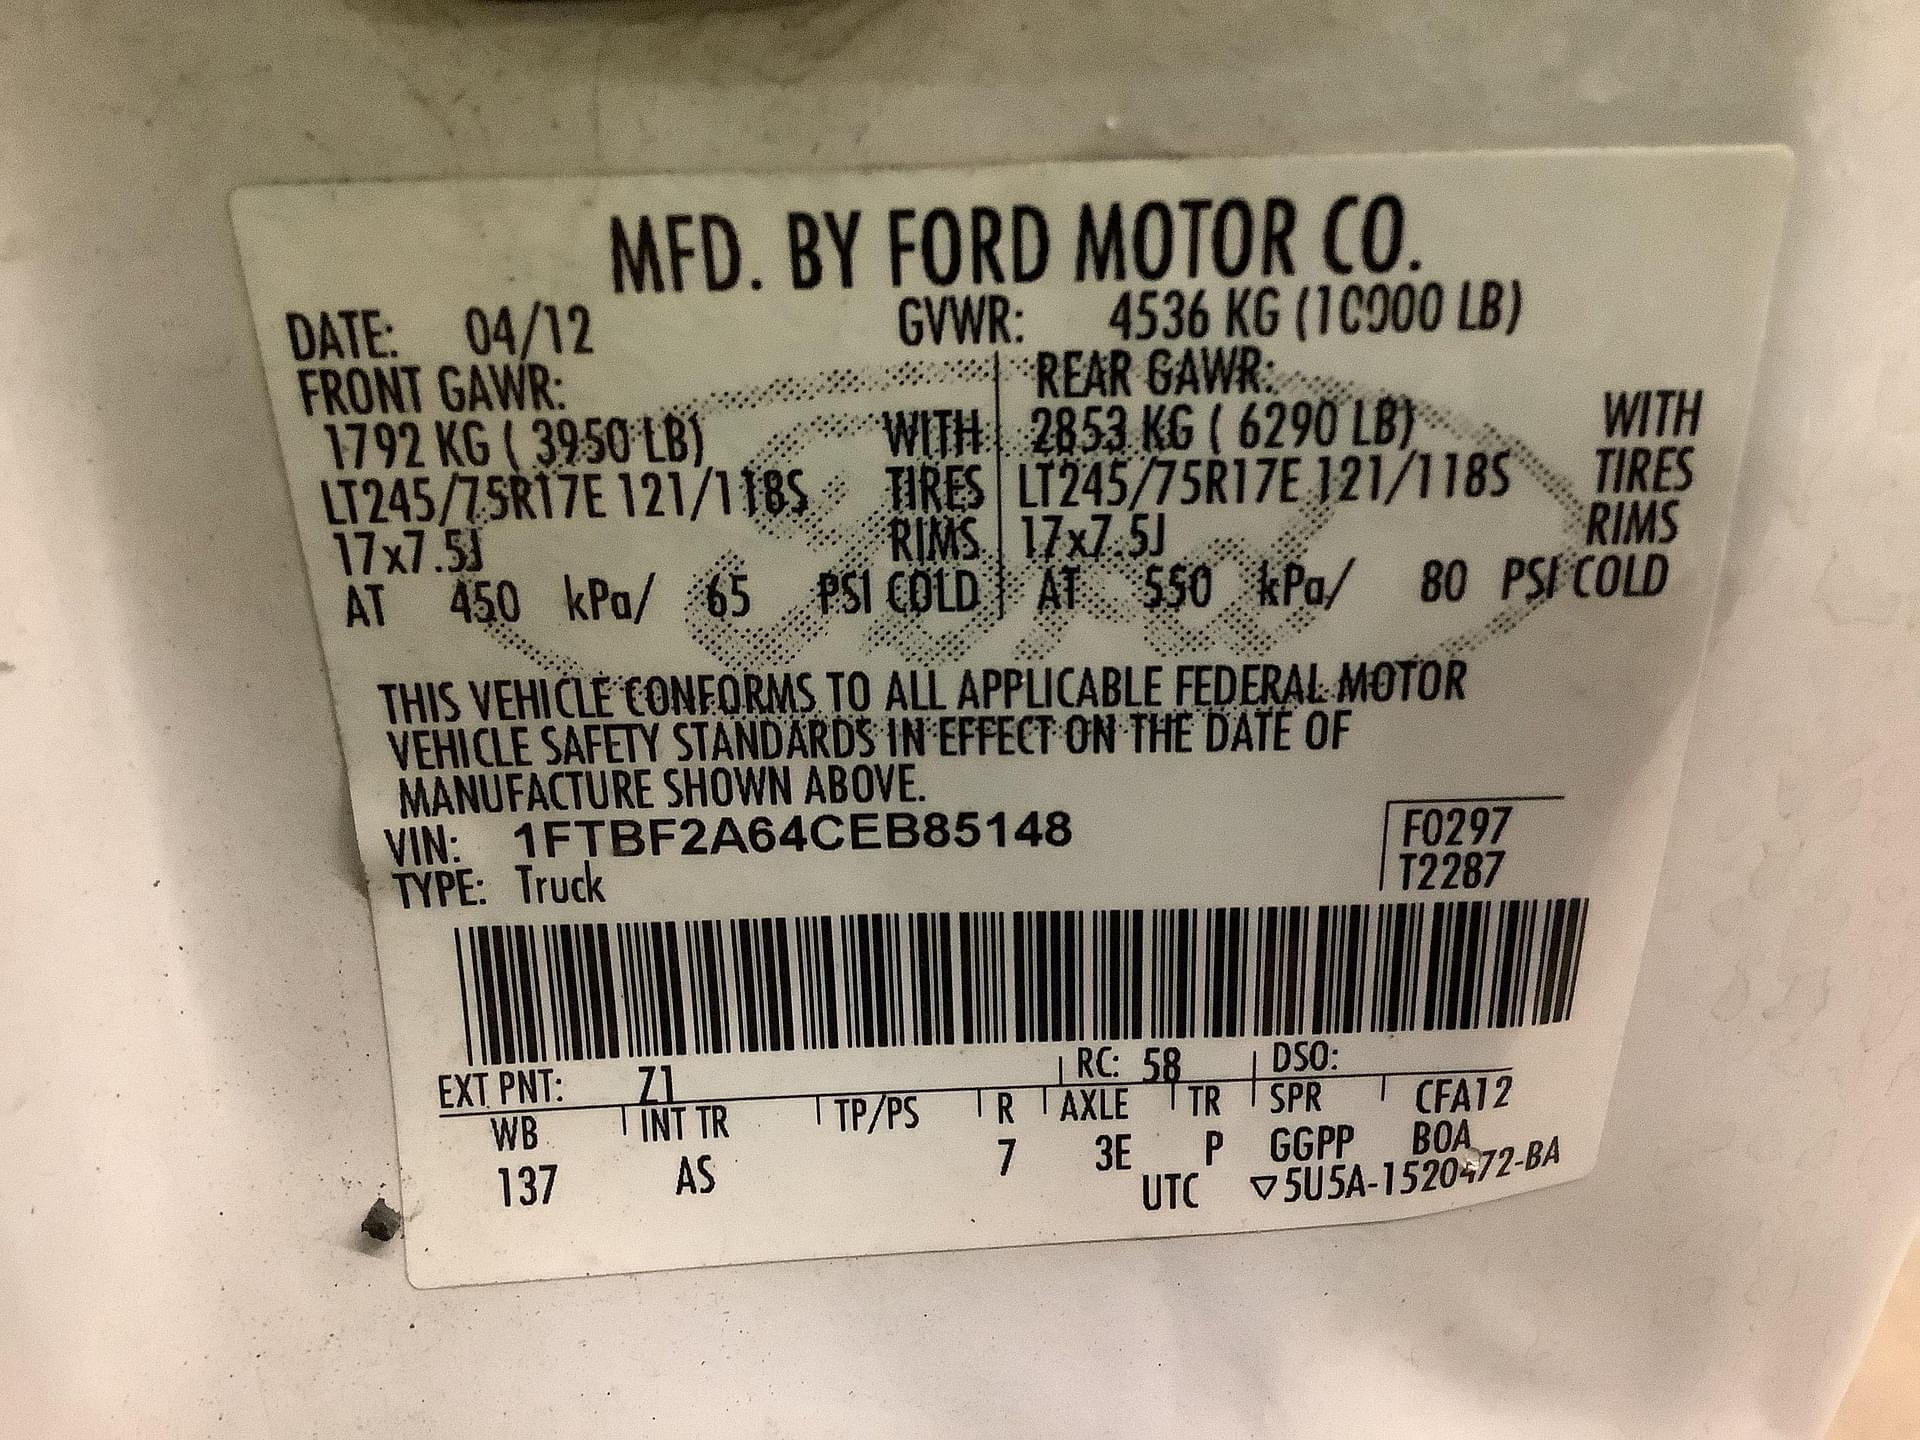 MFD. BY FORD MOTOR CO.
DATE: 04/12 GVWR: 4536 KG (10000 LB)
FRONT GAWR: REAR GAWR:
1792 KG ( 3950 LB) WITH 2853 KG ( 6290 LB) WITH
LT245/75R17E 121/118S TIRES LT245/75R17E 121/118S TIRES
17x7.5J RIMS 17x7.5J RIMS
AT 450 kPa/ 65 PSI COLD AT 550 kPa/ 80 PSI COLD
THIS VEHICLE CONFORMS TO ALL APPLICABLE FEDERAL MOTOR
VEHICLE SAFETY STANDARDS IN EFFECT ON THE DATE OF
MANUFACTURE SHOWN ABOVE.
VIN: 1FTBF2A64CEB85148 F0297
TYPE: Truck T2287
EXT PNT: Z1 RC: 58 DSO:
WB INT TR TP/PS R AXLE TR SPR CFA12
137 AS 7 3E P GGPP BOA
UTC ▽5U5A-1520472-BA